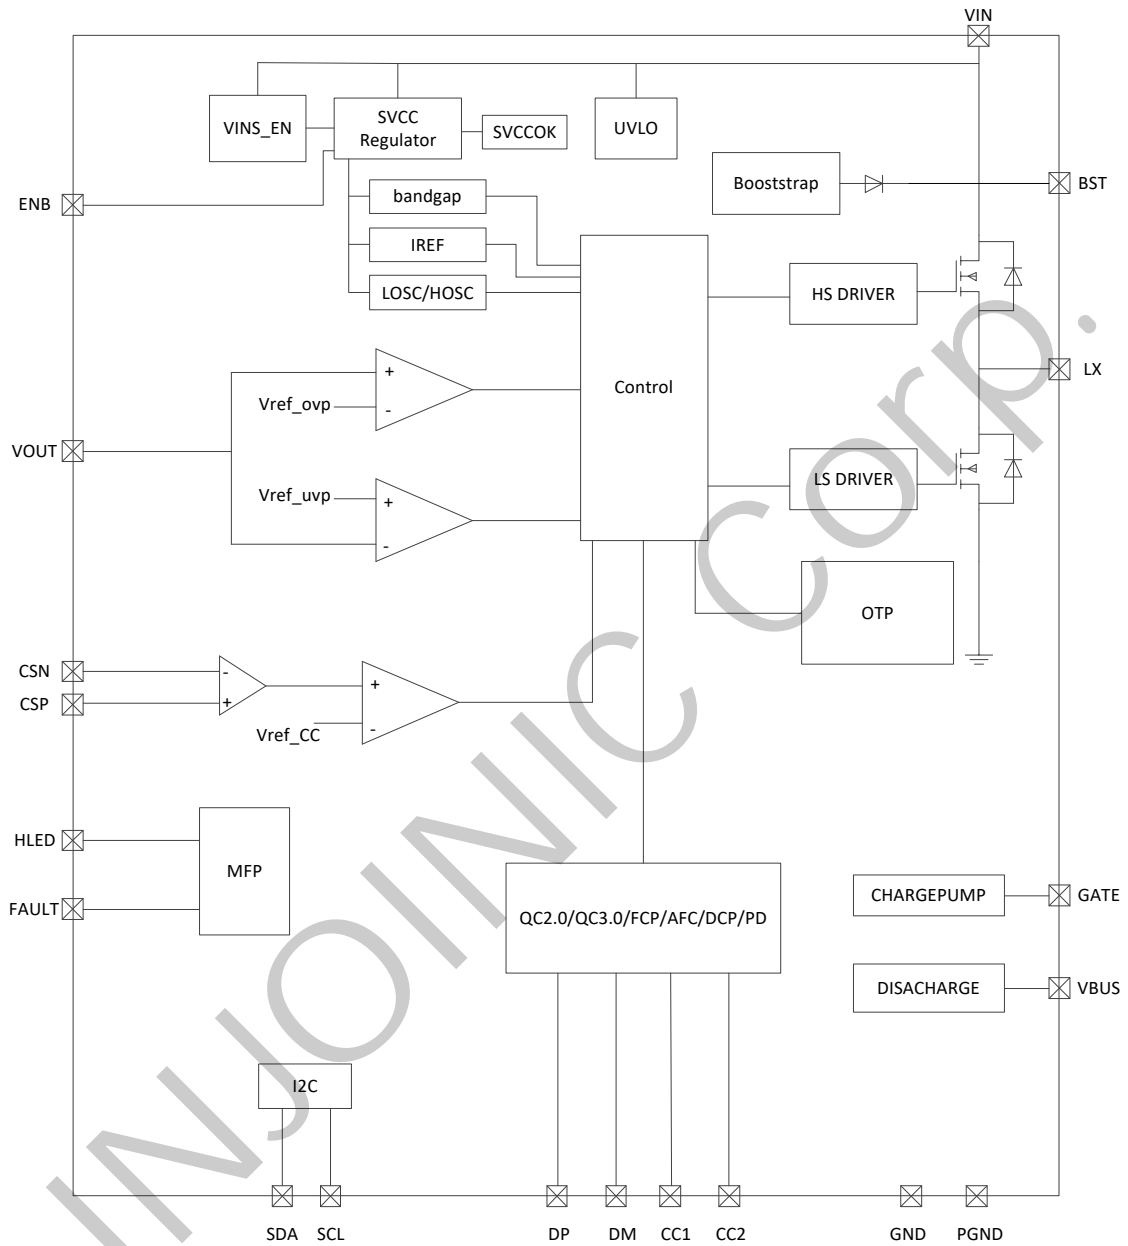 VIN
VINS_EN
SVCC
Regulator
SVCCOK
UVLO
Booststrap
BST
ENB
bandgap
IREF
LOSC/HOSC
HS DRIVER
Control
LX
+
Vref_ovp
-
VOUT
LS DRIVER
Vref_uvp
+
-
OTP
CSN
-
CSP
+
+
Vref_CC
-
HLED
MFP
FAULT
QC2.0/QC3.0/FCP/AFC/DCP/PD
CHARGEPUMP
GATE
DISACHARGE
VBUS
I2C
SDA
SCL
DP
DM
CC1
CC2
GND
PGND
INJOINIC Corp.